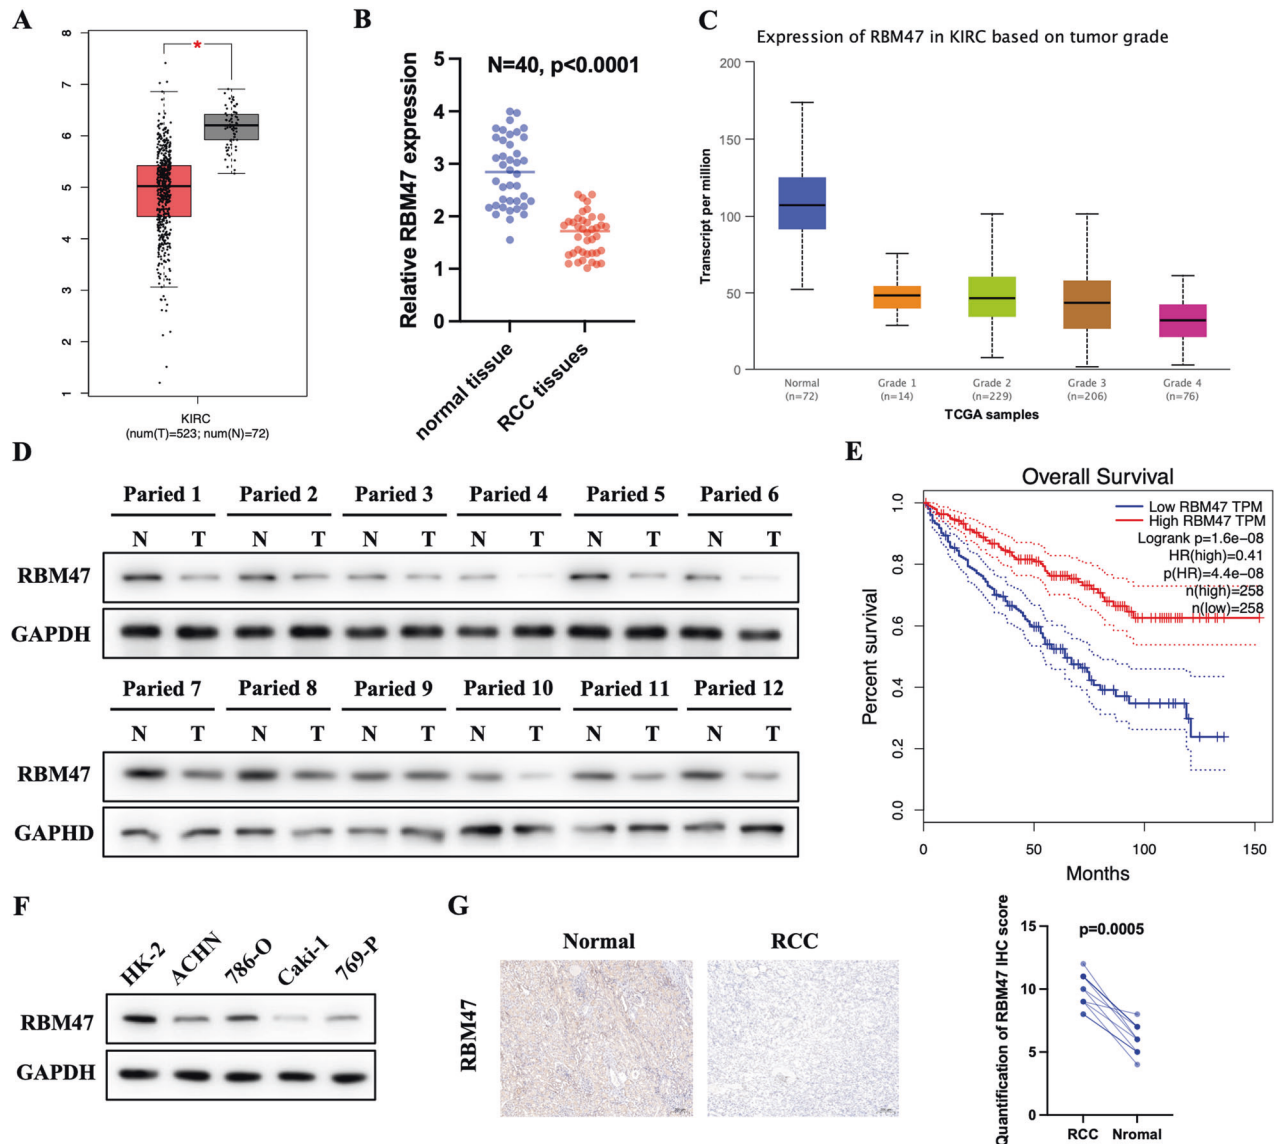 A
8
7
6
5
4
3
2
1
*
KIRC
(num(T)=523; num(N)=72)
B
Relative RBM47 expression
5
4
3
2
1
0
N=40, p<0.0001
normal tissue
RCC tissues
C
Expression of RBM47 in KIRC based on tumor grade
Transcript per million
200
150
100
50
0
Normal
(n=72)
Grade 1
(n=14)
Grade 2
(n=229)
Grade 3
(n=206)
Grade 4
(n=76)
TCGA samples
D
Paried 1 Paried 2 Paried 3 Paried 4 Paried 5 Paried 6
N T N T N T N T N T N T
RBM47
GAPDH
Paried 7 Paried 8 Paried 9 Paried 10 Paried 11 Paried 12
N T N T N T N T N T N T
RBM47
GAPHD
E
Overall Survival
Low RBM47 TPM
High RBM47 TPM
Logrank p=1.6e-08
HR(high)=0.41
p(HR)=4.4e-08
n(high)=258
n(low)=258
Percent survival
1.0
0.8
0.6
0.4
0.2
0.0
0 50 100 150
Months
F
HK-2 ACHN 786-O Caki-1 769-P
RBM47
GAPDH
G
Normal RCC
RBM47
Quantification of RBM47 IHC score
15
10
5
0
p=0.0005
RCC Nromal